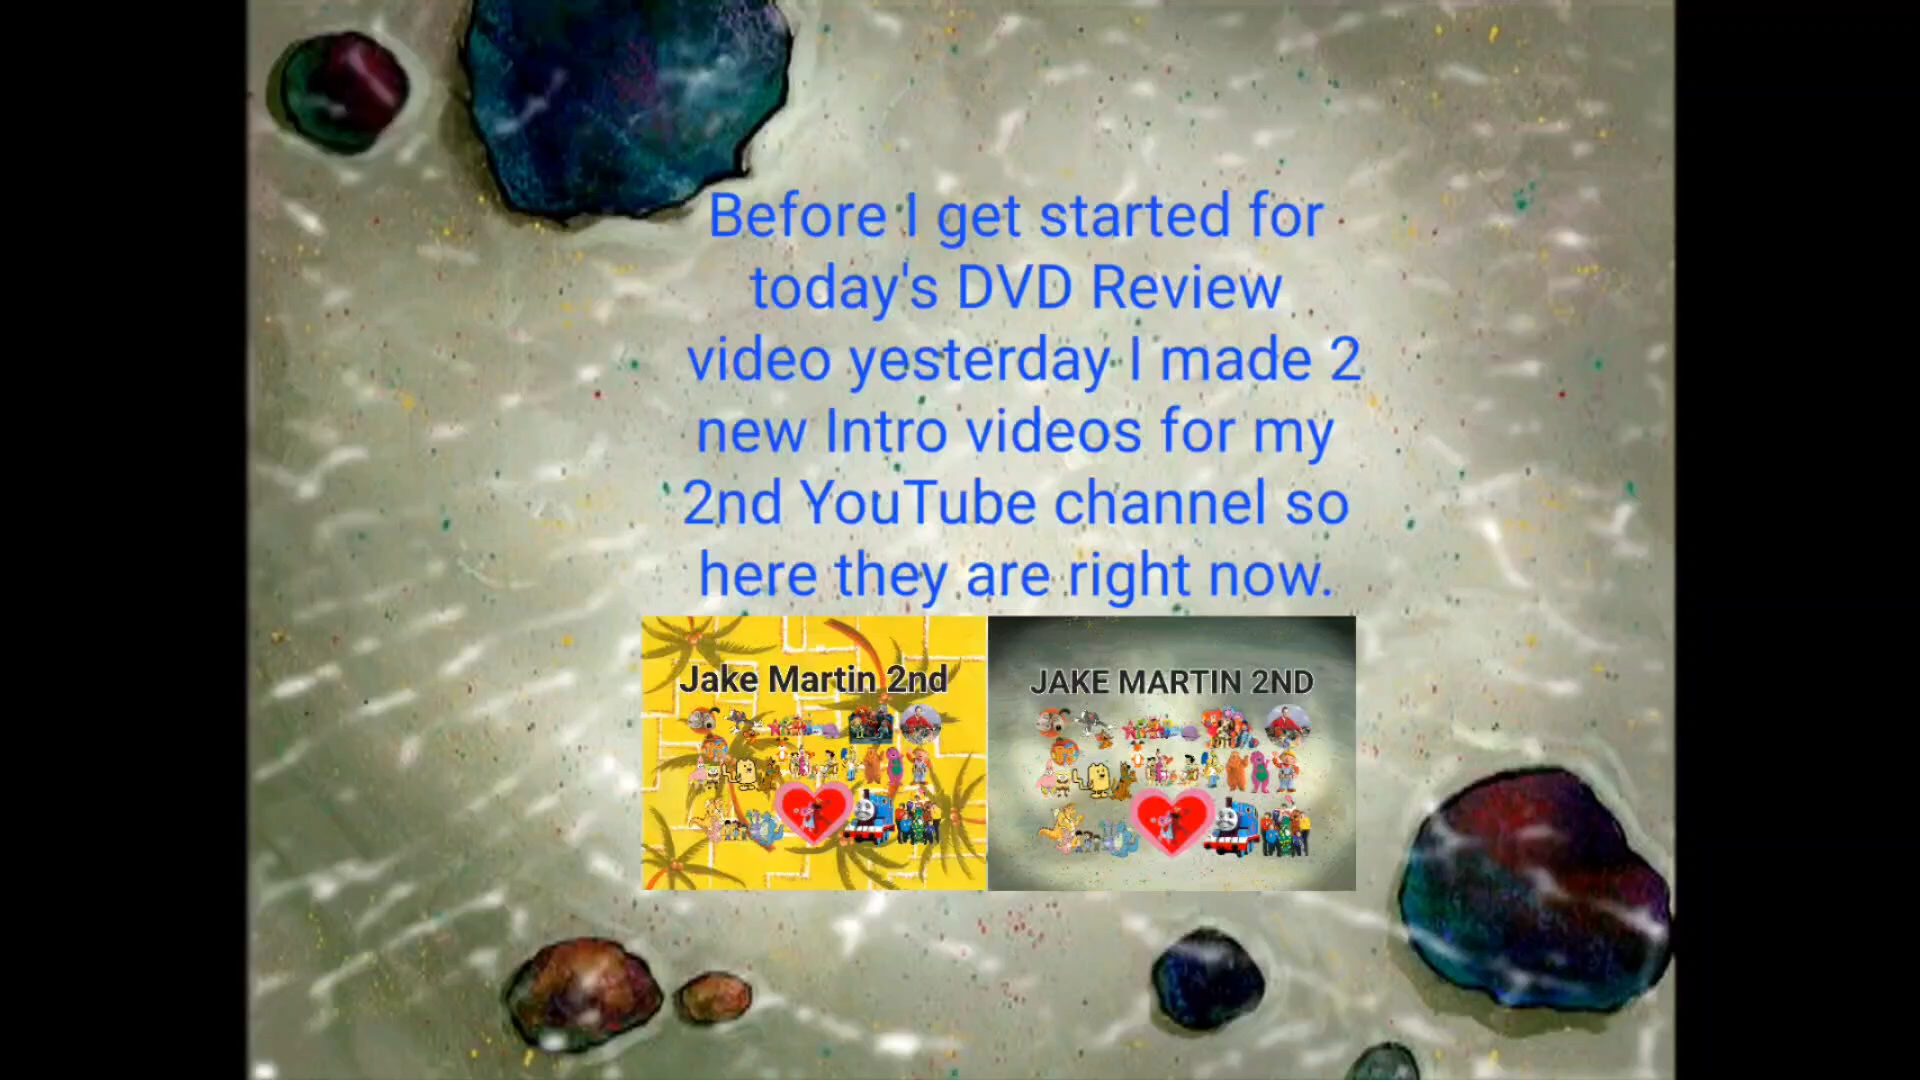 Before I get started for
today's DVD Review
video yesterday I made 2
new Intro videos for my
2nd YouTube channel so
here they are right now.
Jake Martin 2nd
JAKE MARTIN 2ND